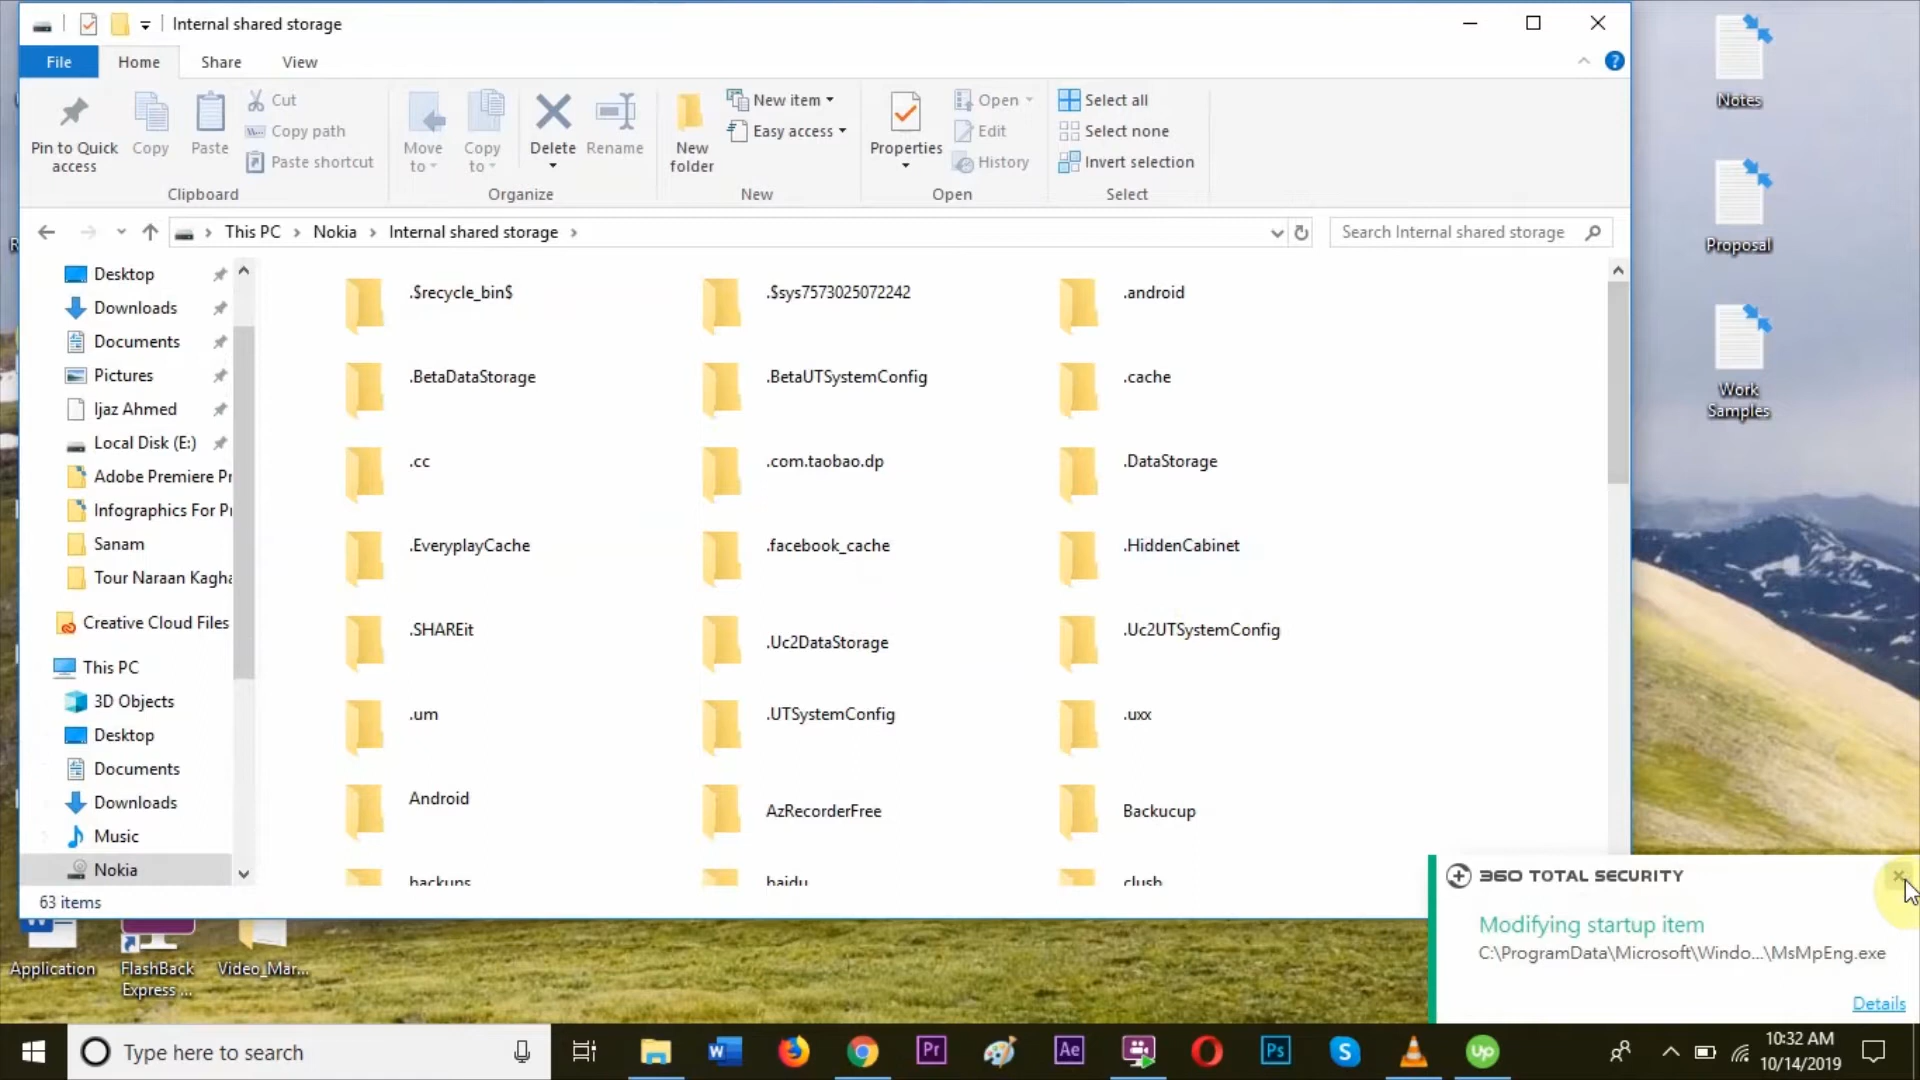 Internal shared storage
File Home Share View
Pin to Quick access
Copy
Paste
Cut
Copy path
Paste shortcut
Clipboard
Move to
Copy to
Delete
Rename
Organize
New folder
New item
Easy access
New
Properties
Open
Edit
History
Open
Select all
Select none
Invert selection
Select
This PC > Nokia > Internal shared storage >
Search Internal shared storage
Desktop
Downloads
Documents
Pictures
Ijaz Ahmed
Local Disk (E:)
Adobe Premiere Pr
Infographics For Pr
Sanam
Tour Naraan Kagha
Creative Cloud Files
This PC
3D Objects
Desktop
Documents
Downloads
Music
Nokia
.$recycle_bin$ .$sys7573025072242 .android
.BetaDataStorage .BetaUTSystemConfig .cache
.cc .com.taobao.dp .DataStorage
.EveryplayCache .facebook_cache .HiddenCabinet
.SHAREit .Uc2DataStorage .Uc2UTSystemConfig
.um .UTSystemConfig .uxx
Android AzRecorderFree Backucup
backups baidu clush
63 items
Notes
Proposal
Work
Samples
360 TOTAL SECURITY
Modifying startup item
C:\ProgramData\Microsoft\Windo...\MsMpEng.exe
Details
Application
FlashBack
Express ...
Video_Mar...
Type here to search
W
Pr
Ae
Ps
S
Up
10:32 AM
10/14/2019